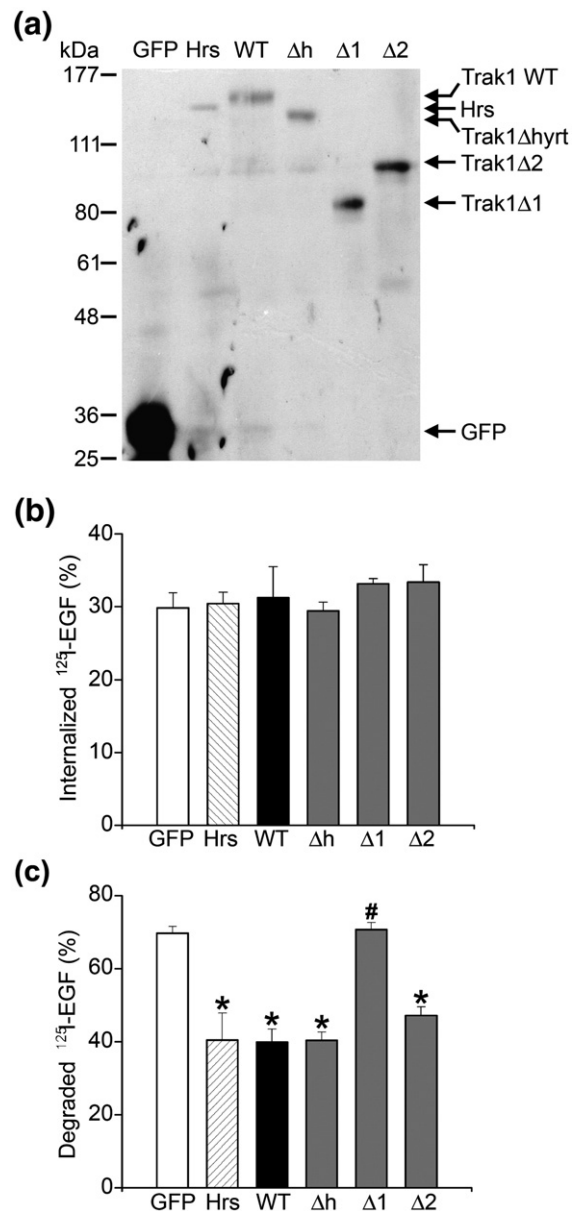 (a)
kDa GFP Hrs WT Δh Δ1 Δ2
177
111
80
61
48
36
25
Trak1 WT
Hrs
Trak1Δhyrt
Trak1Δ2
Trak1Δ1
GFP
(b)
Internalized ¹²⁵I-EGF (%)
40
30
20
10
0
GFP Hrs WT Δh Δ1 Δ2
(c)
Degraded ¹²⁵I-EGF (%)
80
60
40
20
0
* * * # *
GFP Hrs WT Δh Δ1 Δ2